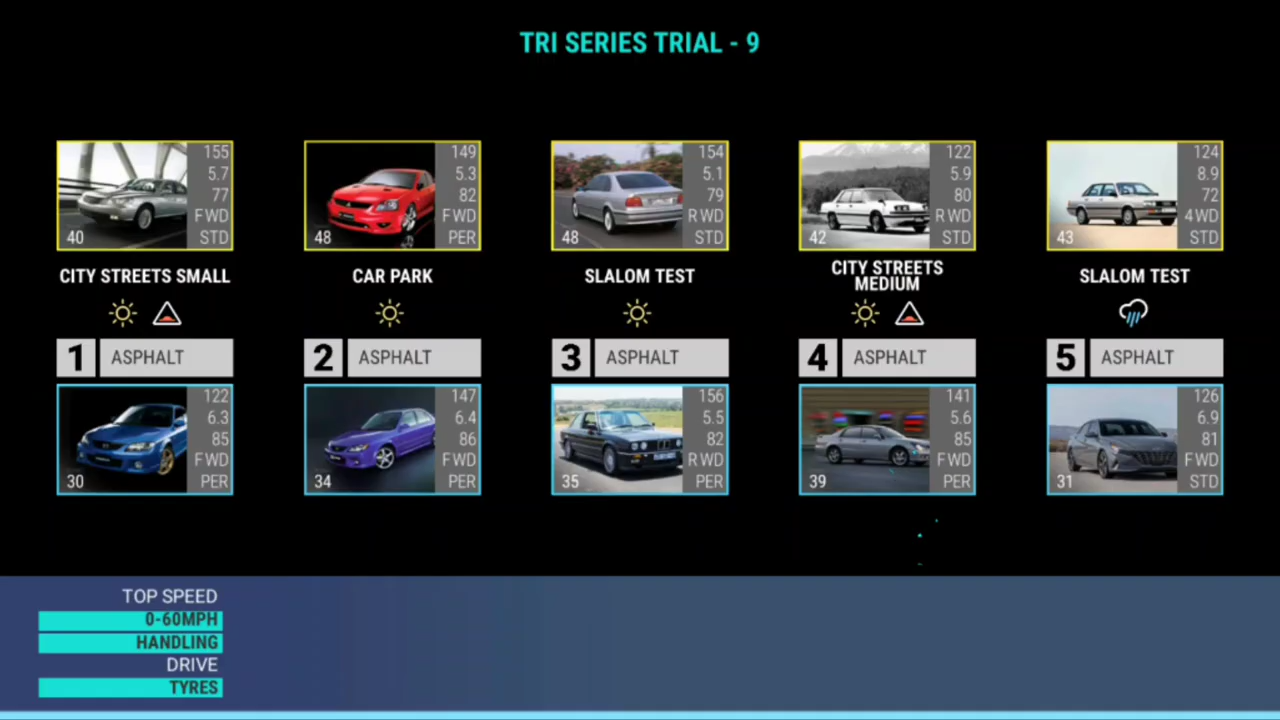 TRI SERIES TRIAL - 9
155
5.7
77
FWD
STD
40
149
5.3
82
FWD
PER
48
154
5.1
79
RWD
STD
48
122
5.9
80
RWD
STD
42
124
8.9
72
4WD
STD
43
CITY STREETS SMALL
CAR PARK
SLALOM TEST
CITY STREETS
MEDIUM
SLALOM TEST
1 ASPHALT
2 ASPHALT
3 ASPHALT
4 ASPHALT
5 ASPHALT
122
6.3
85
FWD
PER
30
147
6.4
86
FWD
PER
34
156
5.5
82
RWD
PER
35
141
5.6
85
FWD
PER
39
126
6.9
81
FWD
STD
31
TOP SPEED
0-60MPH
HANDLING
DRIVE
TYRES